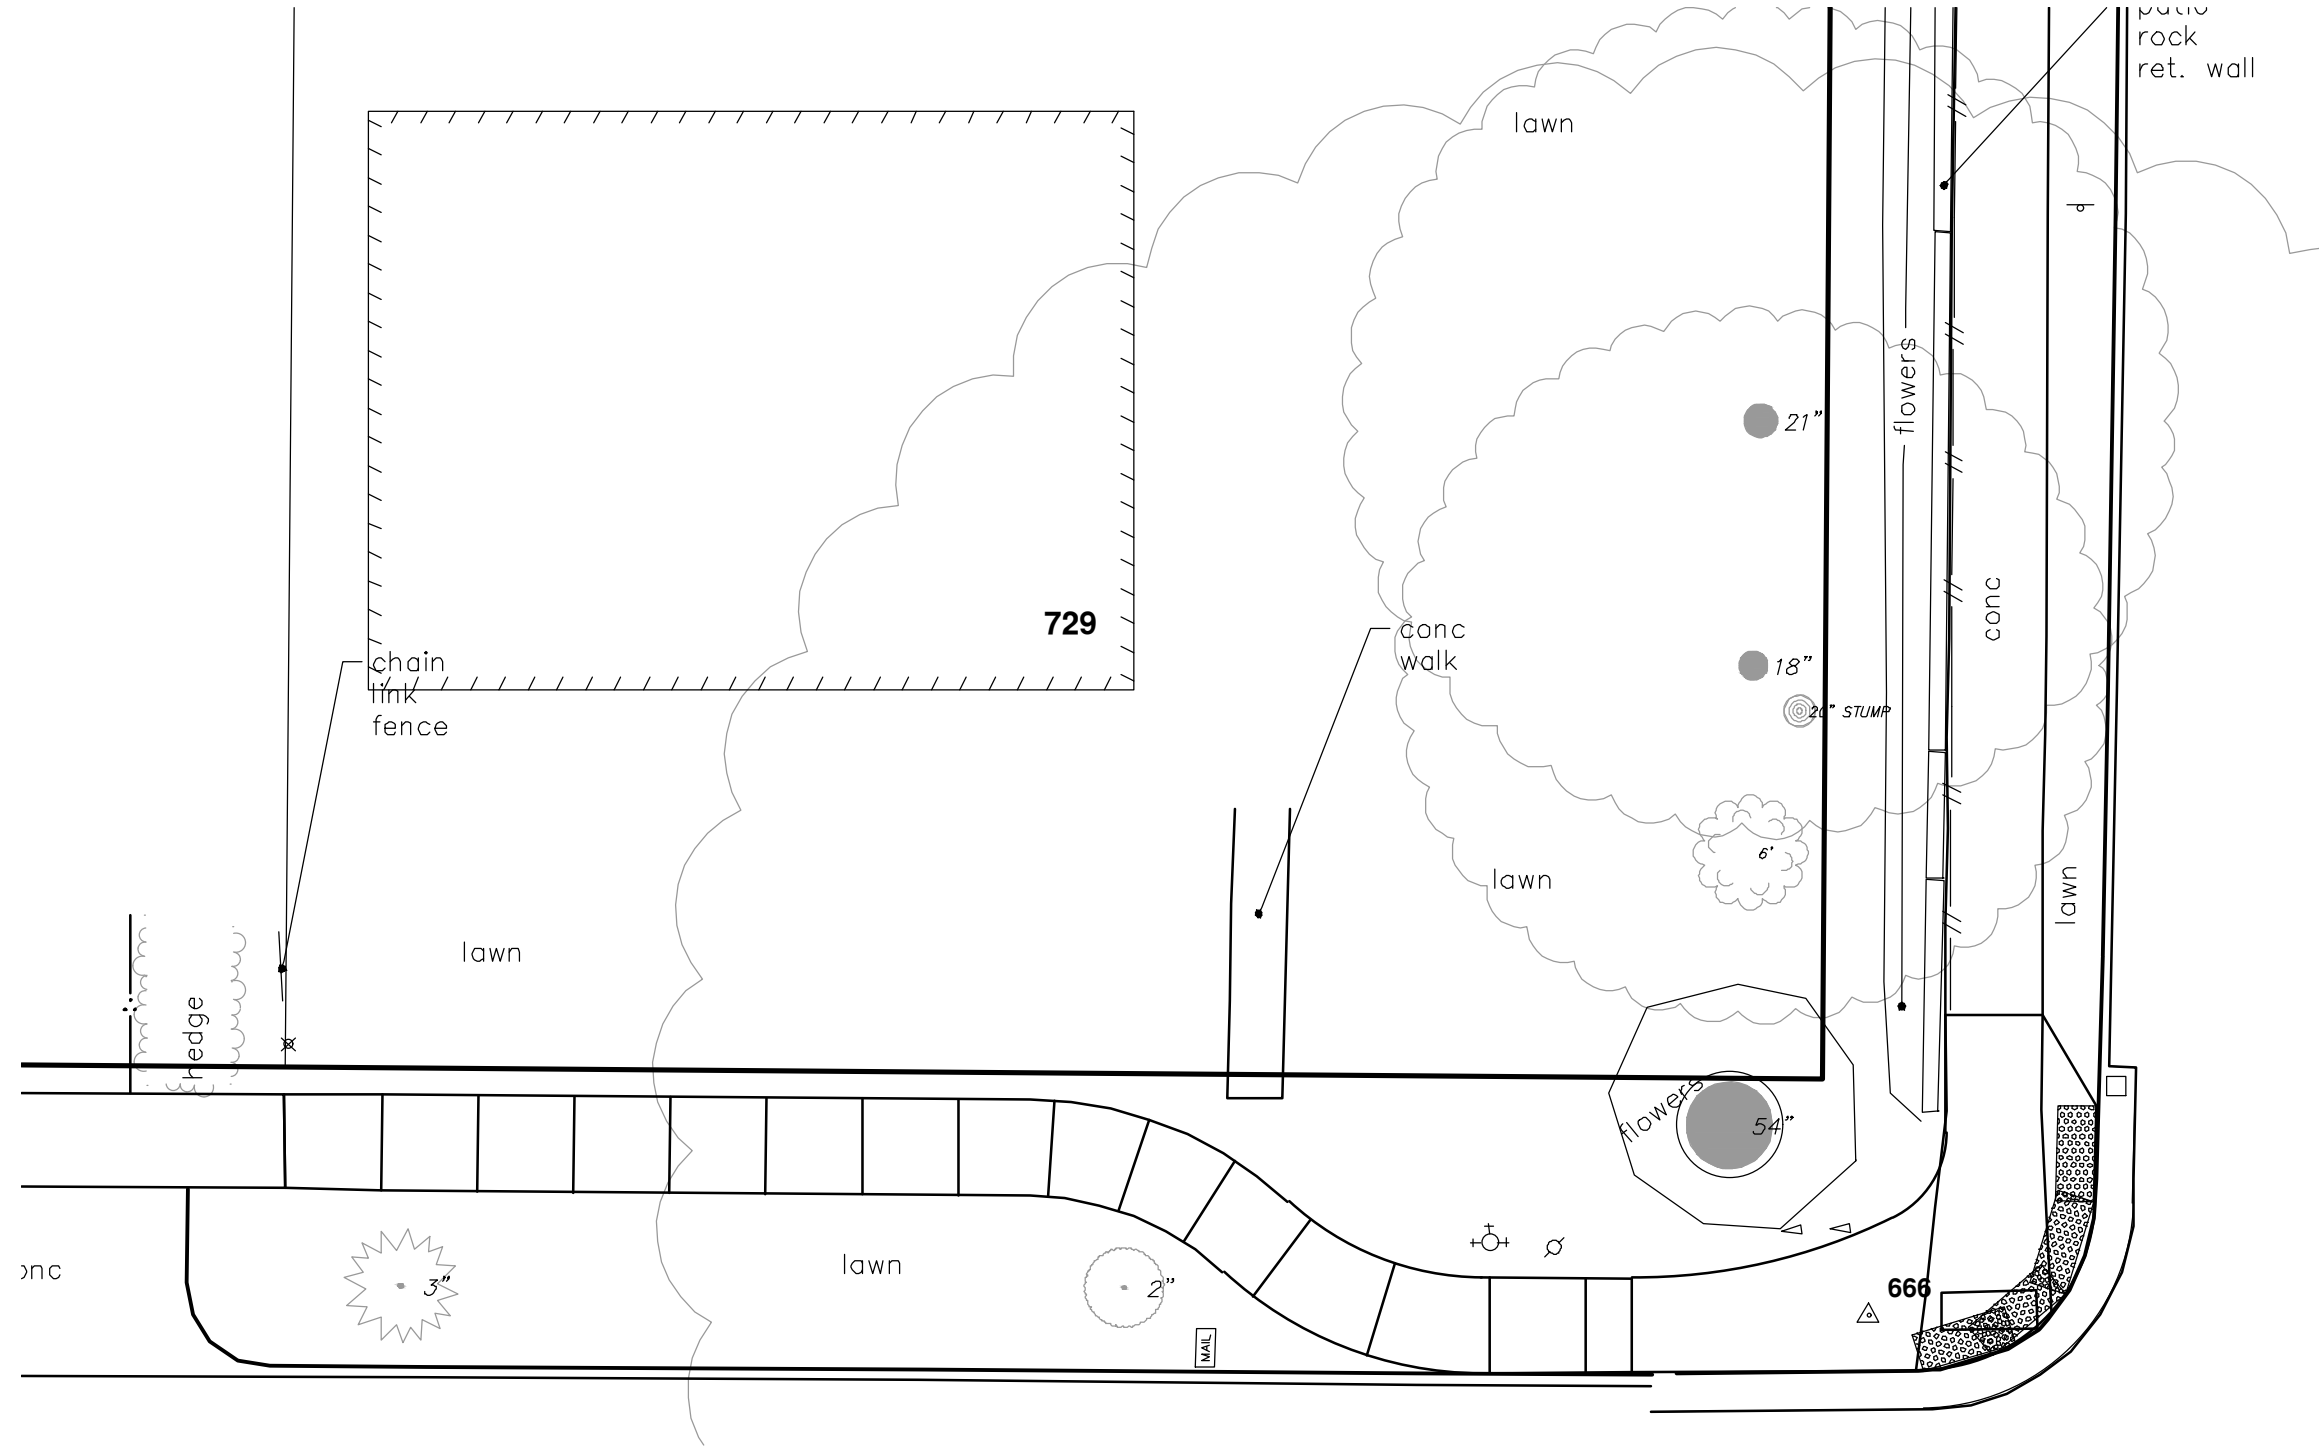 rock
ret. wall
lawn
flowers
21”
729
conc
walk
conc
chain
link
fence
18”
20” STUMP
6'
lawn
lawn
lawn
hedge
flowers
54”
lawn
3”
2”
MAIL
666